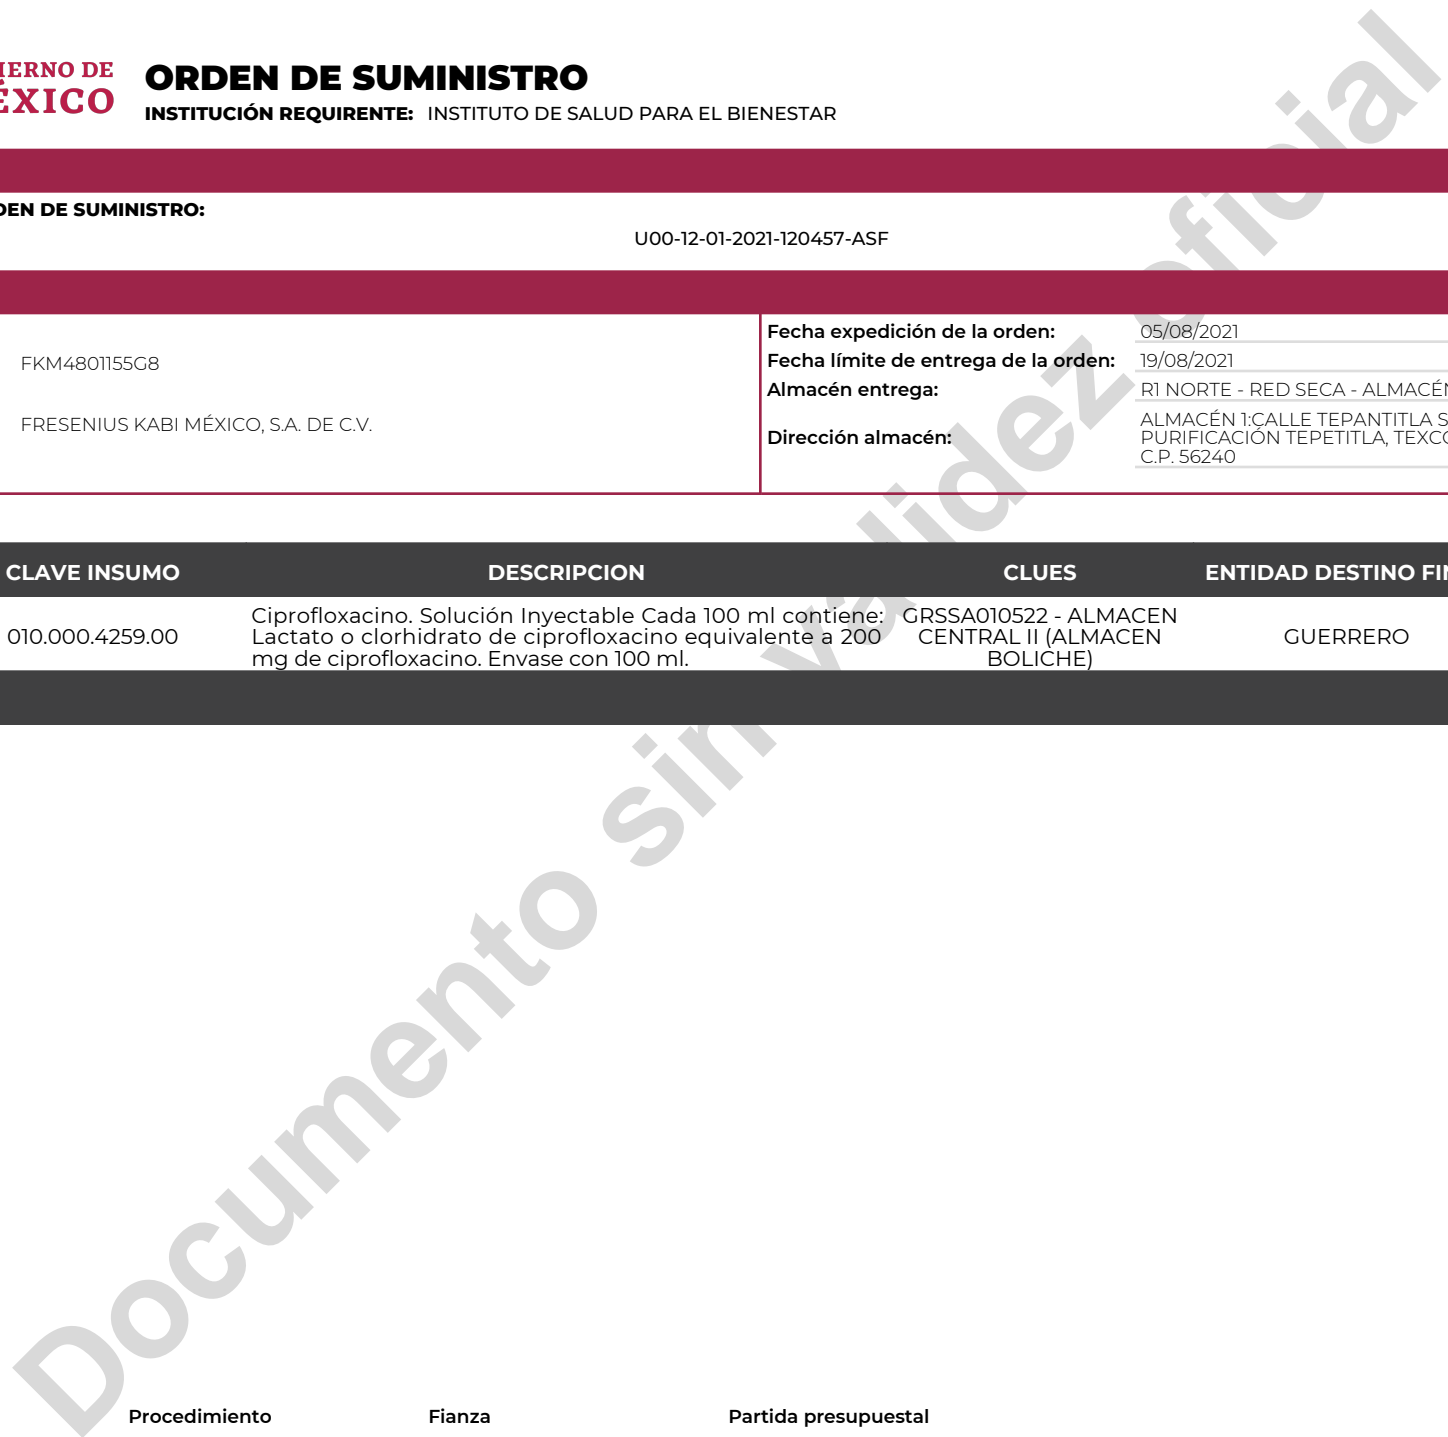 IERNO DE
ÉXICO
ORDEN DE SUMINISTRO
INSTITUCIÓN REQUIRENTE: INSTITUTO DE SALUD PARA EL BIENESTAR
DEN DE SUMINISTRO:
U00-12-01-2021-120457-ASF
FKM4801155G8
FRESENIUS KABI MÉXICO, S.A. DE C.V.
Fecha expedición de la orden: 05/08/2021
Fecha límite de entrega de la orden: 19/08/2021
Almacén entrega: R1 NORTE - RED SECA - ALMACÉN
Dirección almacén: ALMACÉN 1:CALLE TEPANTITLA S
PURIFICACIÓN TEPETITLA, TEXCO
C.P. 56240
CLAVE INSUMO DESCRIPCION CLUES ENTIDAD DESTINO FIN
010.000.4259.00
Ciprofloxacino. Solución Inyectable Cada 100 ml contiene:
Lactato o clorhidrato de ciprofloxacino equivalente a 200
mg de ciprofloxacino. Envase con 100 ml.
GRSSA010522 - ALMACEN
CENTRAL II (ALMACEN
BOLICHE)
GUERRERO
Documento sin validez oficial
Procedimiento Fianza Partida presupuestal